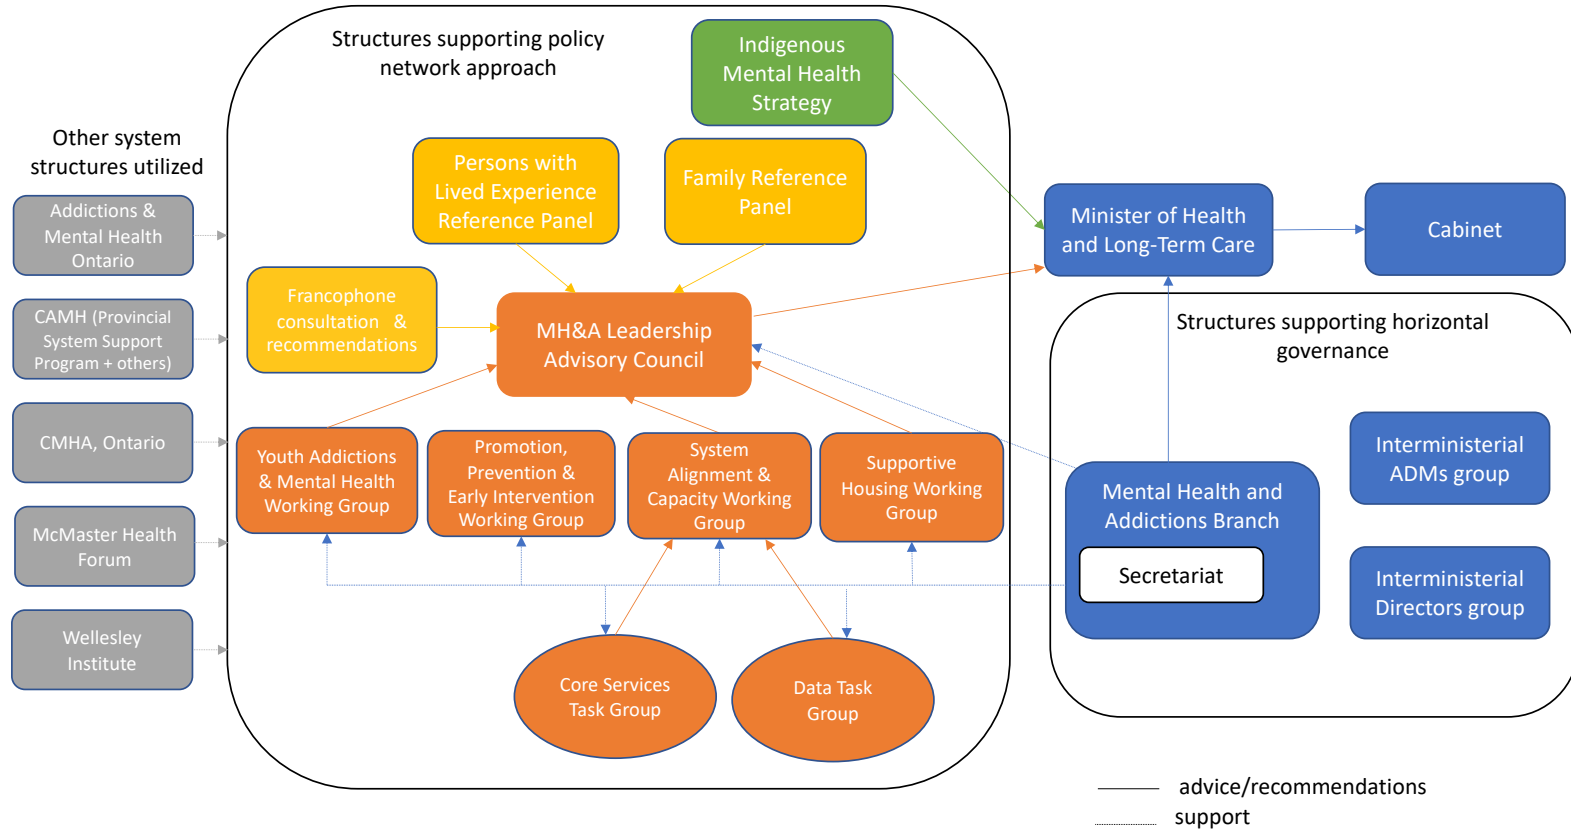 Structures supporting policy
network approach
Indigenous
Mental Health
Strategy
Other system
structures utilized
Addictions &
Mental Health
Ontario
CAMH (Provincial
System Support
Program + others)
CMHA, Ontario
McMaster Health
Forum
Wellesley
Institute
Persons with
Lived Experience
Reference Panel
Family Reference
Panel
Francophone
consultation &
recommendations
MH&A Leadership
Advisory Council
Youth Addictions
& Mental Health
Working Group
Promotion,
Prevention &
Early Intervention
Working Group
System
Alignment &
Capacity Working
Group
Supportive
Housing Working
Group
Core Services
Task Group
Data Task
Group
Minister of Health
and Long-Term Care
Cabinet
Structures supporting horizontal
governance
Mental Health and
Addictions Branch
Secretariat
Interministerial
ADMs group
Interministerial
Directors group
advice/recommendations
support